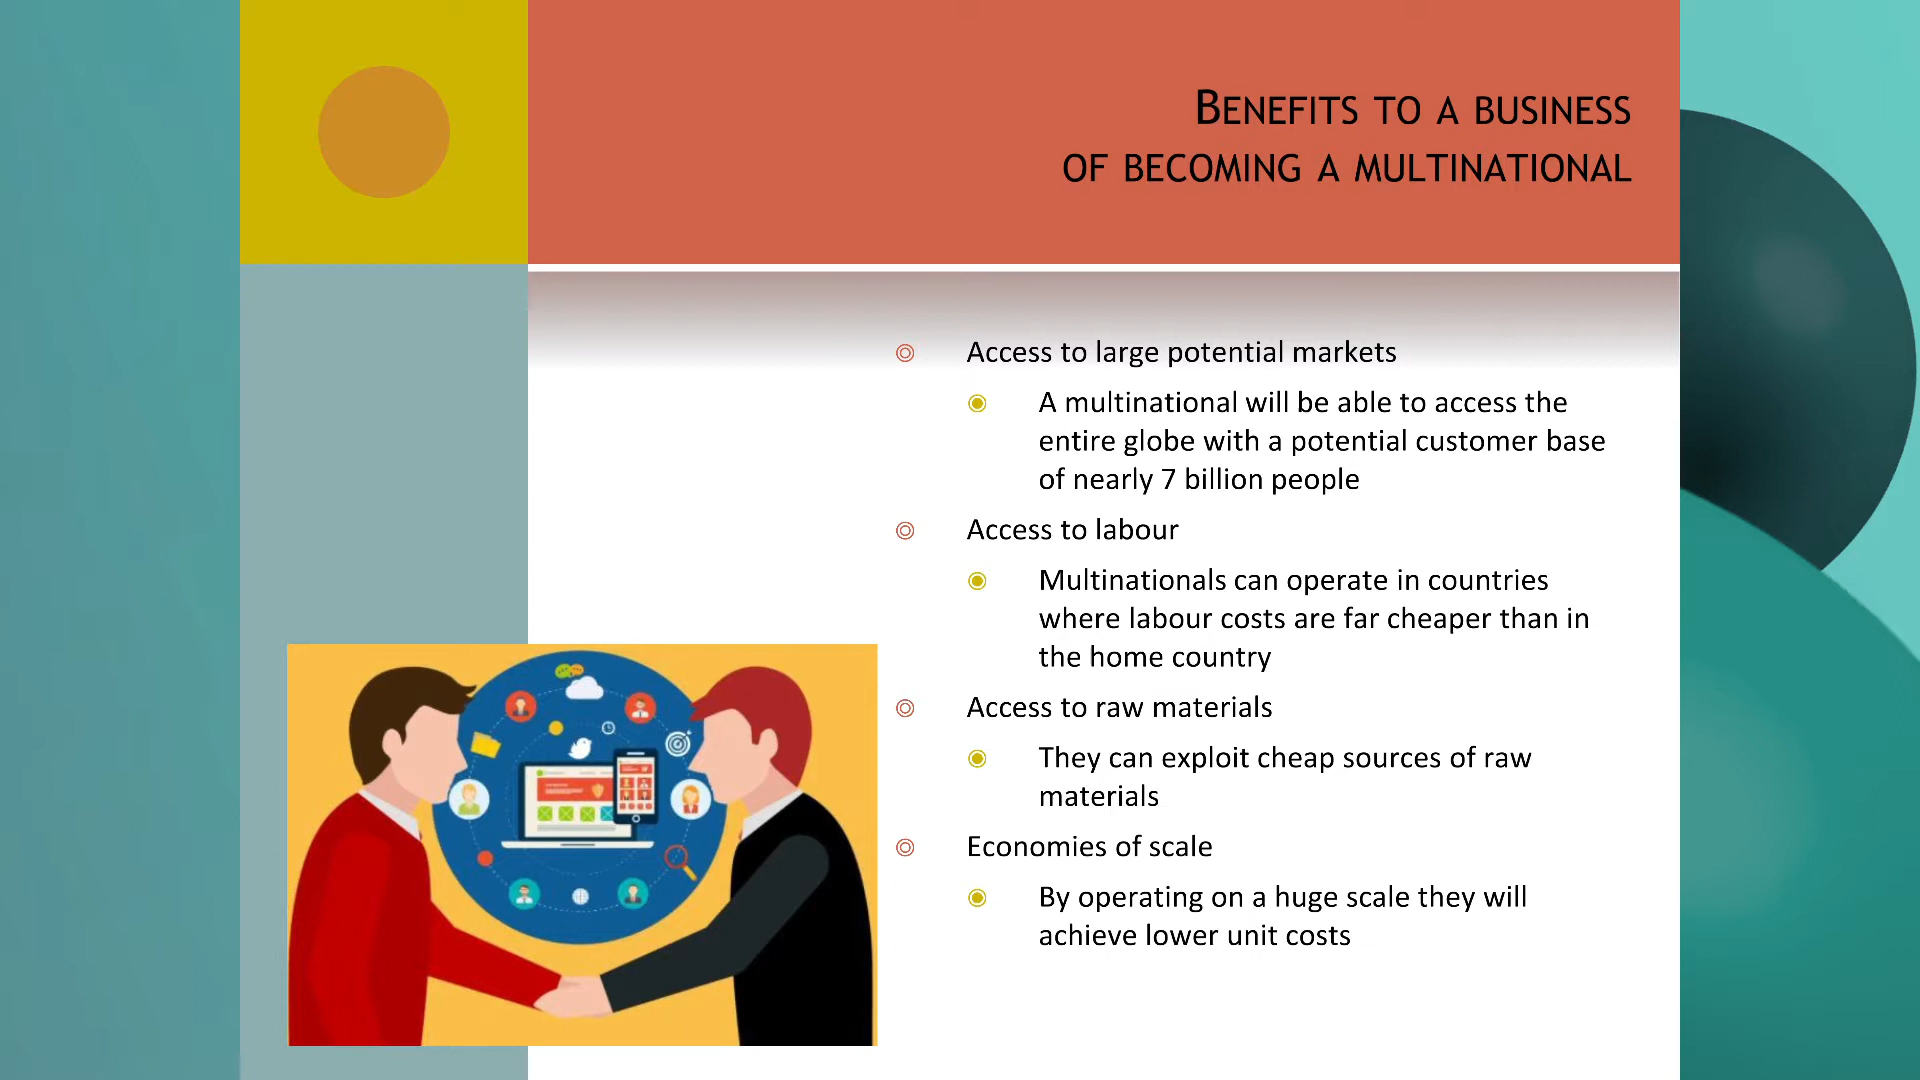 Benefits to a business
of becoming a multinational
Access to large potential markets
A multinational will be able to access the
entire globe with a potential customer base
of nearly 7 billion people
Access to labour
Multinationals can operate in countries
where labour costs are far cheaper than in
the home country
Access to raw materials
They can exploit cheap sources of raw
materials
Economies of scale
By operating on a huge scale they will
achieve lower unit costs